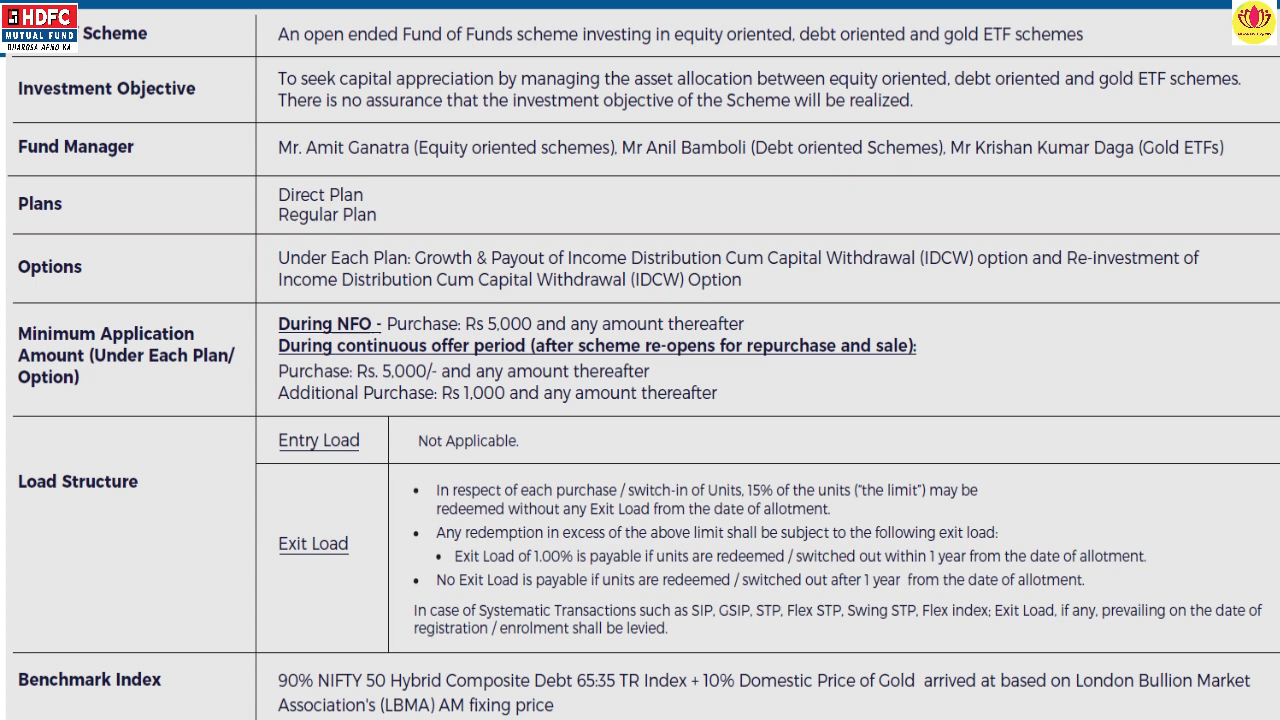 HDFC
MUTUAL FUND
BHAROSA APNO KA
Scheme
An open ended Fund of Funds scheme investing in equity oriented, debt oriented and gold ETF schemes
Investment Objective
To seek capital appreciation by managing the asset allocation between equity oriented, debt oriented and gold ETF schemes.
There is no assurance that the investment objective of the Scheme will be realized.
Fund Manager
Mr. Amit Ganatra (Equity oriented schemes), Mr Anil Bamboli (Debt oriented Schemes), Mr Krishan Kumar Daga (Gold ETFs)
Plans
Direct Plan
Regular Plan
Options
Under Each Plan: Growth & Payout of Income Distribution Cum Capital Withdrawal (IDCW) option and Re-investment of
Income Distribution Cum Capital Withdrawal (IDCW) Option
Minimum Application
Amount (Under Each Plan/
Option)
During NFO - Purchase: Rs 5,000 and any amount thereafter
During continuous offer period (after scheme re-opens for repurchase and sale):
Purchase: Rs. 5,000/- and any amount thereafter
Additional Purchase: Rs 1,000 and any amount thereafter
Load Structure
Entry Load
Not Applicable.
Exit Load
• In respect of each purchase / switch-in of Units, 15% of the units ("the limit") may be
redeemed without any Exit Load from the date of allotment.
• Any redemption in excess of the above limit shall be subject to the following exit load:
• Exit Load of 1.00% is payable if units are redeemed / switched out within 1 year from the date of allotment.
• No Exit Load is payable if units are redeemed / switched out after 1 year from the date of allotment.
In case of Systematic Transactions such as SIP, GSIP, STP, Flex STP, Swing STP, Flex index; Exit Load, if any, prevailing on the date of
registration / enrolment shall be levied.
Benchmark Index
90% NIFTY 50 Hybrid Composite Debt 65:35 TR Index + 10% Domestic Price of Gold arrived at based on London Bullion Market
Association's (LBMA) AM fixing price